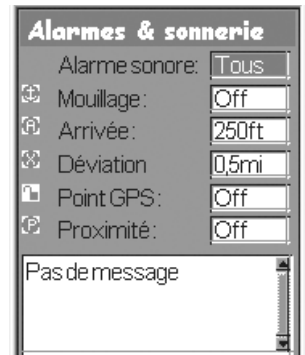 Alarmes & sonnerie
Alarme sonore: Tous
Mouillage: Off
A Arrivée: 250ft
X Déviation 0,5mi
Point GPS: Off
P Proximité: Off
Pas de message